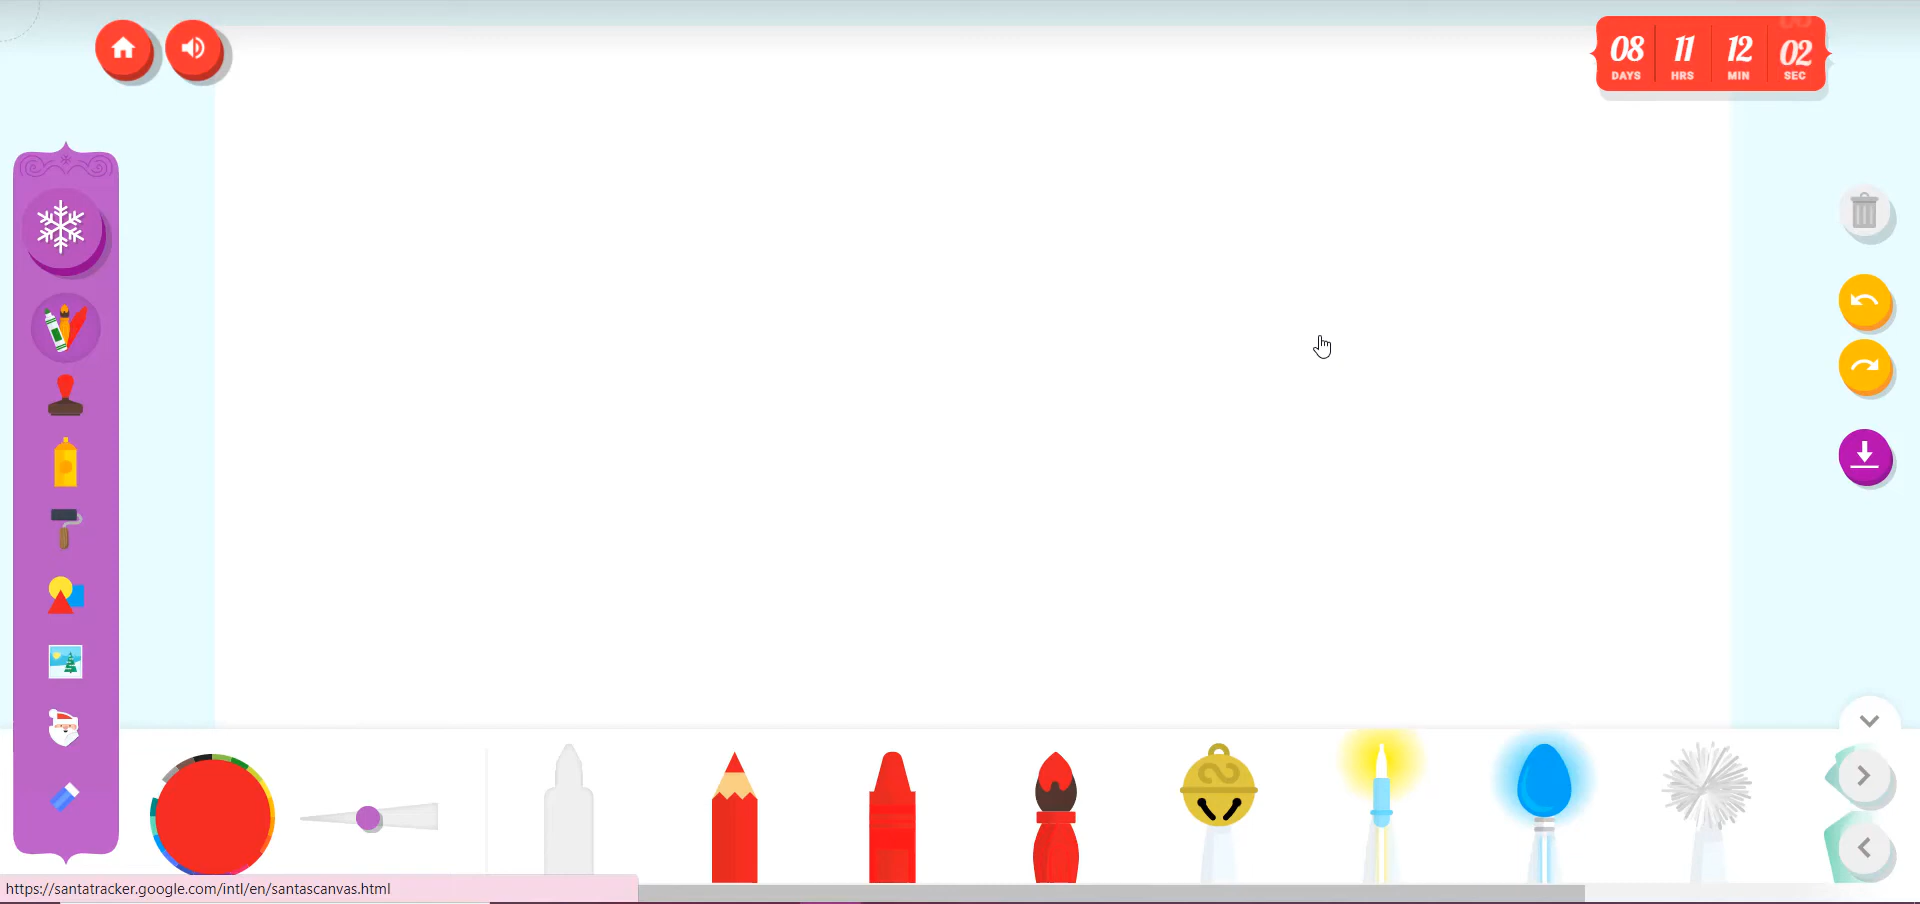 08 11 12 02
DAYS HRS MIN SEC
https://santatracker.google.com/intl/en/santascanvas.html